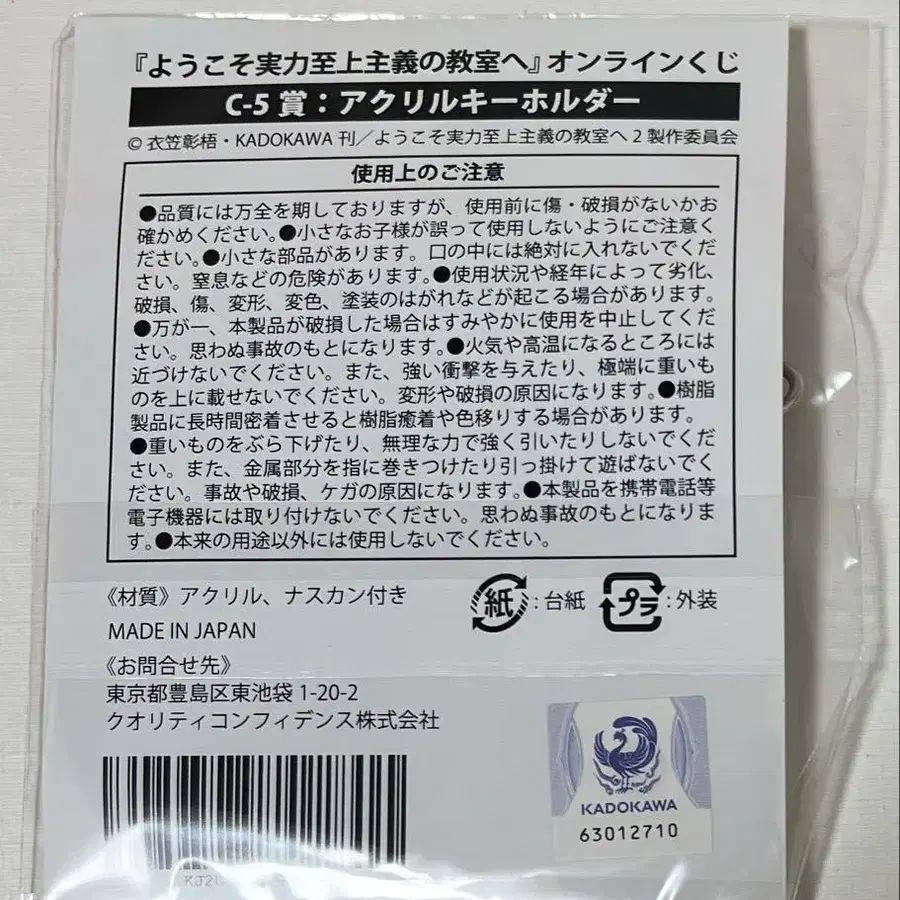 『ようこそ実力至上主義の教室へ』オンラインくじ
C-5 賞：アクリルキーホルダー
© 衣笠彰梧・KADOKAWA 刊／ようこそ実力至上主義の教室へ 2 製作委員会
使用上のご注意
●品質には万全を期しておりますが、使用前に傷・破損がないかお
確かめください。●小さなお子様が誤って使用しないようにご注意く
ださい。●小さな部品があります。口の中には絶対に入れないでくだ
さい。窒息などの危険があります。●使用状況や経年によって劣化、
破損、傷、変形、変色、塗装のはがれなどが起こる場合があります。
●万が一、本製品が破損した場合はすみやかに使用を中止してくだ
さい。思わぬ事故のもとになります。●火気や高温になるところには
近づけないでください。また、強い衝撃を与えたり、極端に重いも
のを上に載せないでください。変形や破損の原因になります。●樹脂
製品に長時間密着させると樹脂癒着や色移りする場合があります。
●重いものをぶら下げたり、無理な力で強く引いたりしないでくだ
さい。また、金属部分を指に巻きつけたり引っ掛けて遊ばないでく
ださい。事故や破損、ケガの原因になります。●本製品を携帯電話等
電子機器には取り付けないでください。思わぬ事故のもとになりま
す。●本来の用途以外には使用しないでください。
《材質》アクリル、ナスカン付き
紙：台紙 プラ：外装
MADE IN JAPAN
《お問合せ先》
東京都豊島区東池袋 1-20-2
クオリティコンフィデンス株式会社
KADOKAWA
63012710